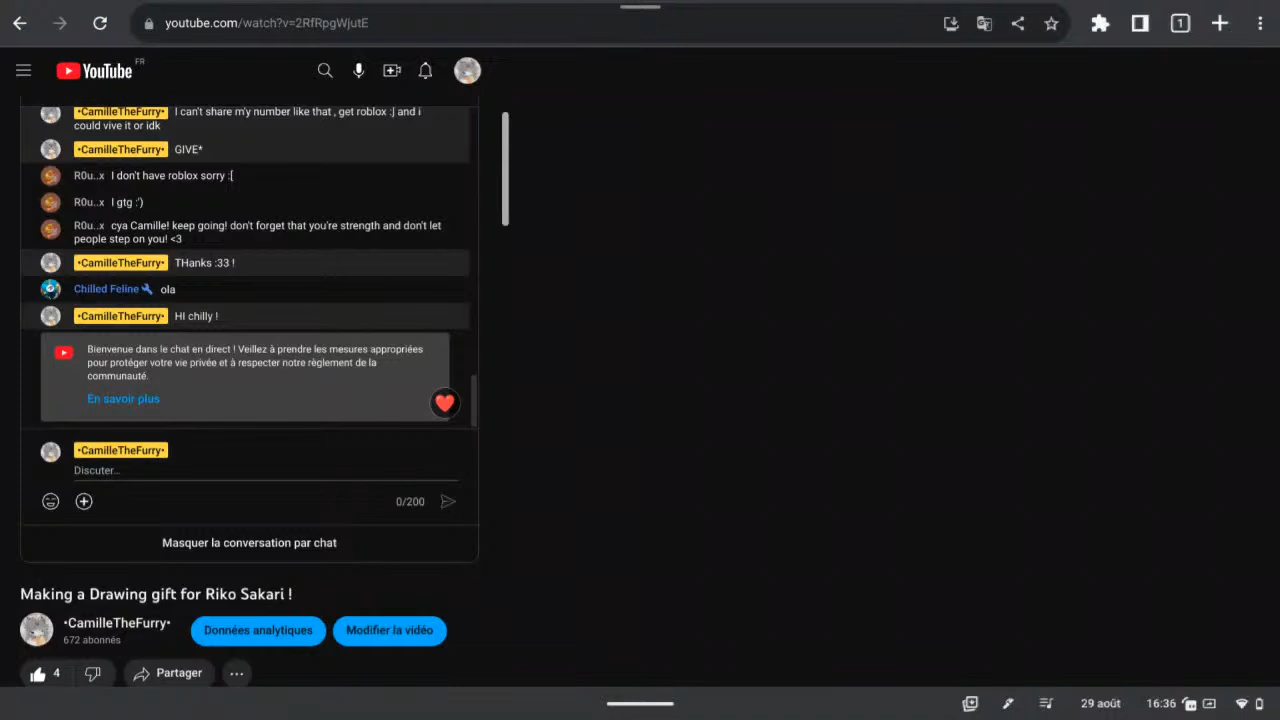 youtube.com/watch?v=2RfRpgWjutE
1
YouTube FR
•CamilleTheFurry• I can't share m'y number like that , get roblox :] and i
could vive it or idk
•CamilleTheFurry• GIVE*
R0u..x I don't have roblox sorry :[
R0u..x I gtg :')
R0u..x cya Camille! keep going! don't forget that you're strength and don't let
people step on you! <3
•CamilleTheFurry• THanks :33 !
Chilled Feline ola
•CamilleTheFurry• HI chilly !
Bienvenue dans le chat en direct ! Veillez à prendre les mesures appropriées
pour protéger votre vie privée et à respecter notre règlement de la
communauté.
En savoir plus
•CamilleTheFurry•
Discuter...
0/200
Masquer la conversation par chat
Making a Drawing gift for Riko Sakari !
•CamilleTheFurry•
672 abonnés
Données analytiques
Modifier la vidéo
4
Partager
29 août
16:36